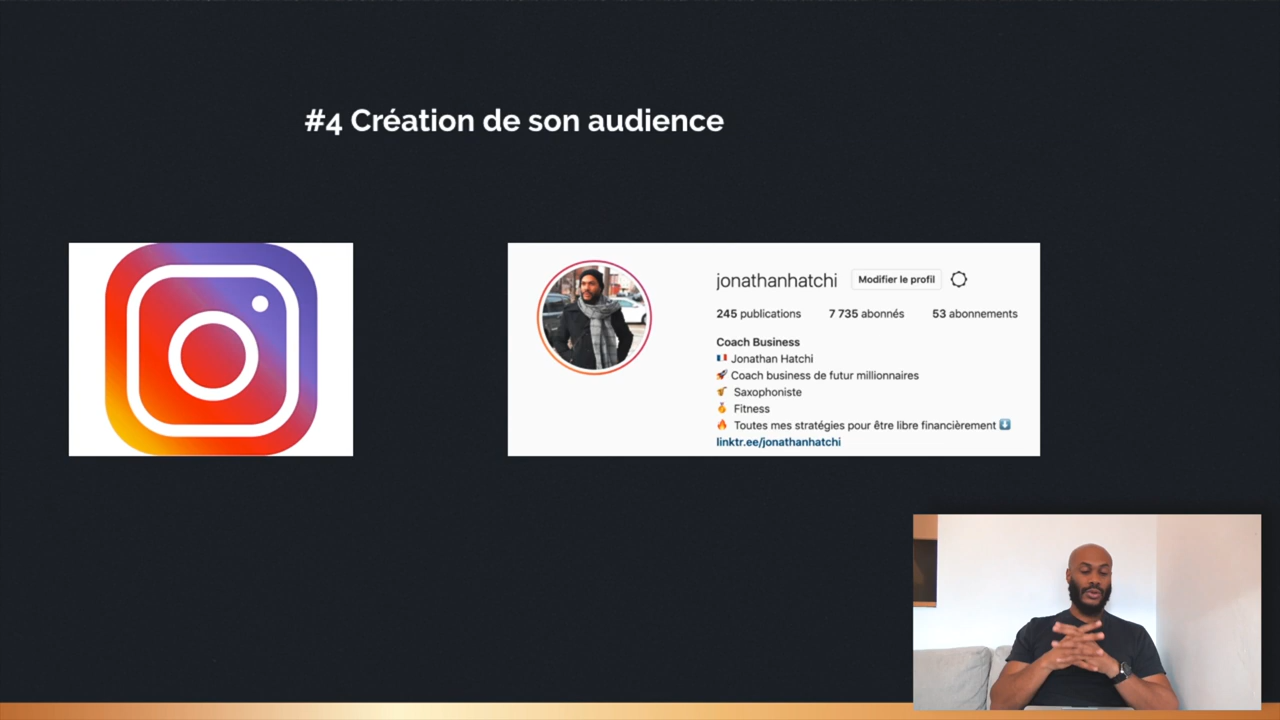 #4 Création de son audience
jonathanhatchi Modifier le profil
245 publications 7 735 abonnés 53 abonnements
Coach Business
🇫🇷 Jonathan Hatchi
🚀 Coach business de futur millionnaires
🎷 Saxophoniste
🏅 Fitness
🔥 Toutes mes stratégies pour être libre financièrement ⬇️
linktr.ee/jonathanhatchi